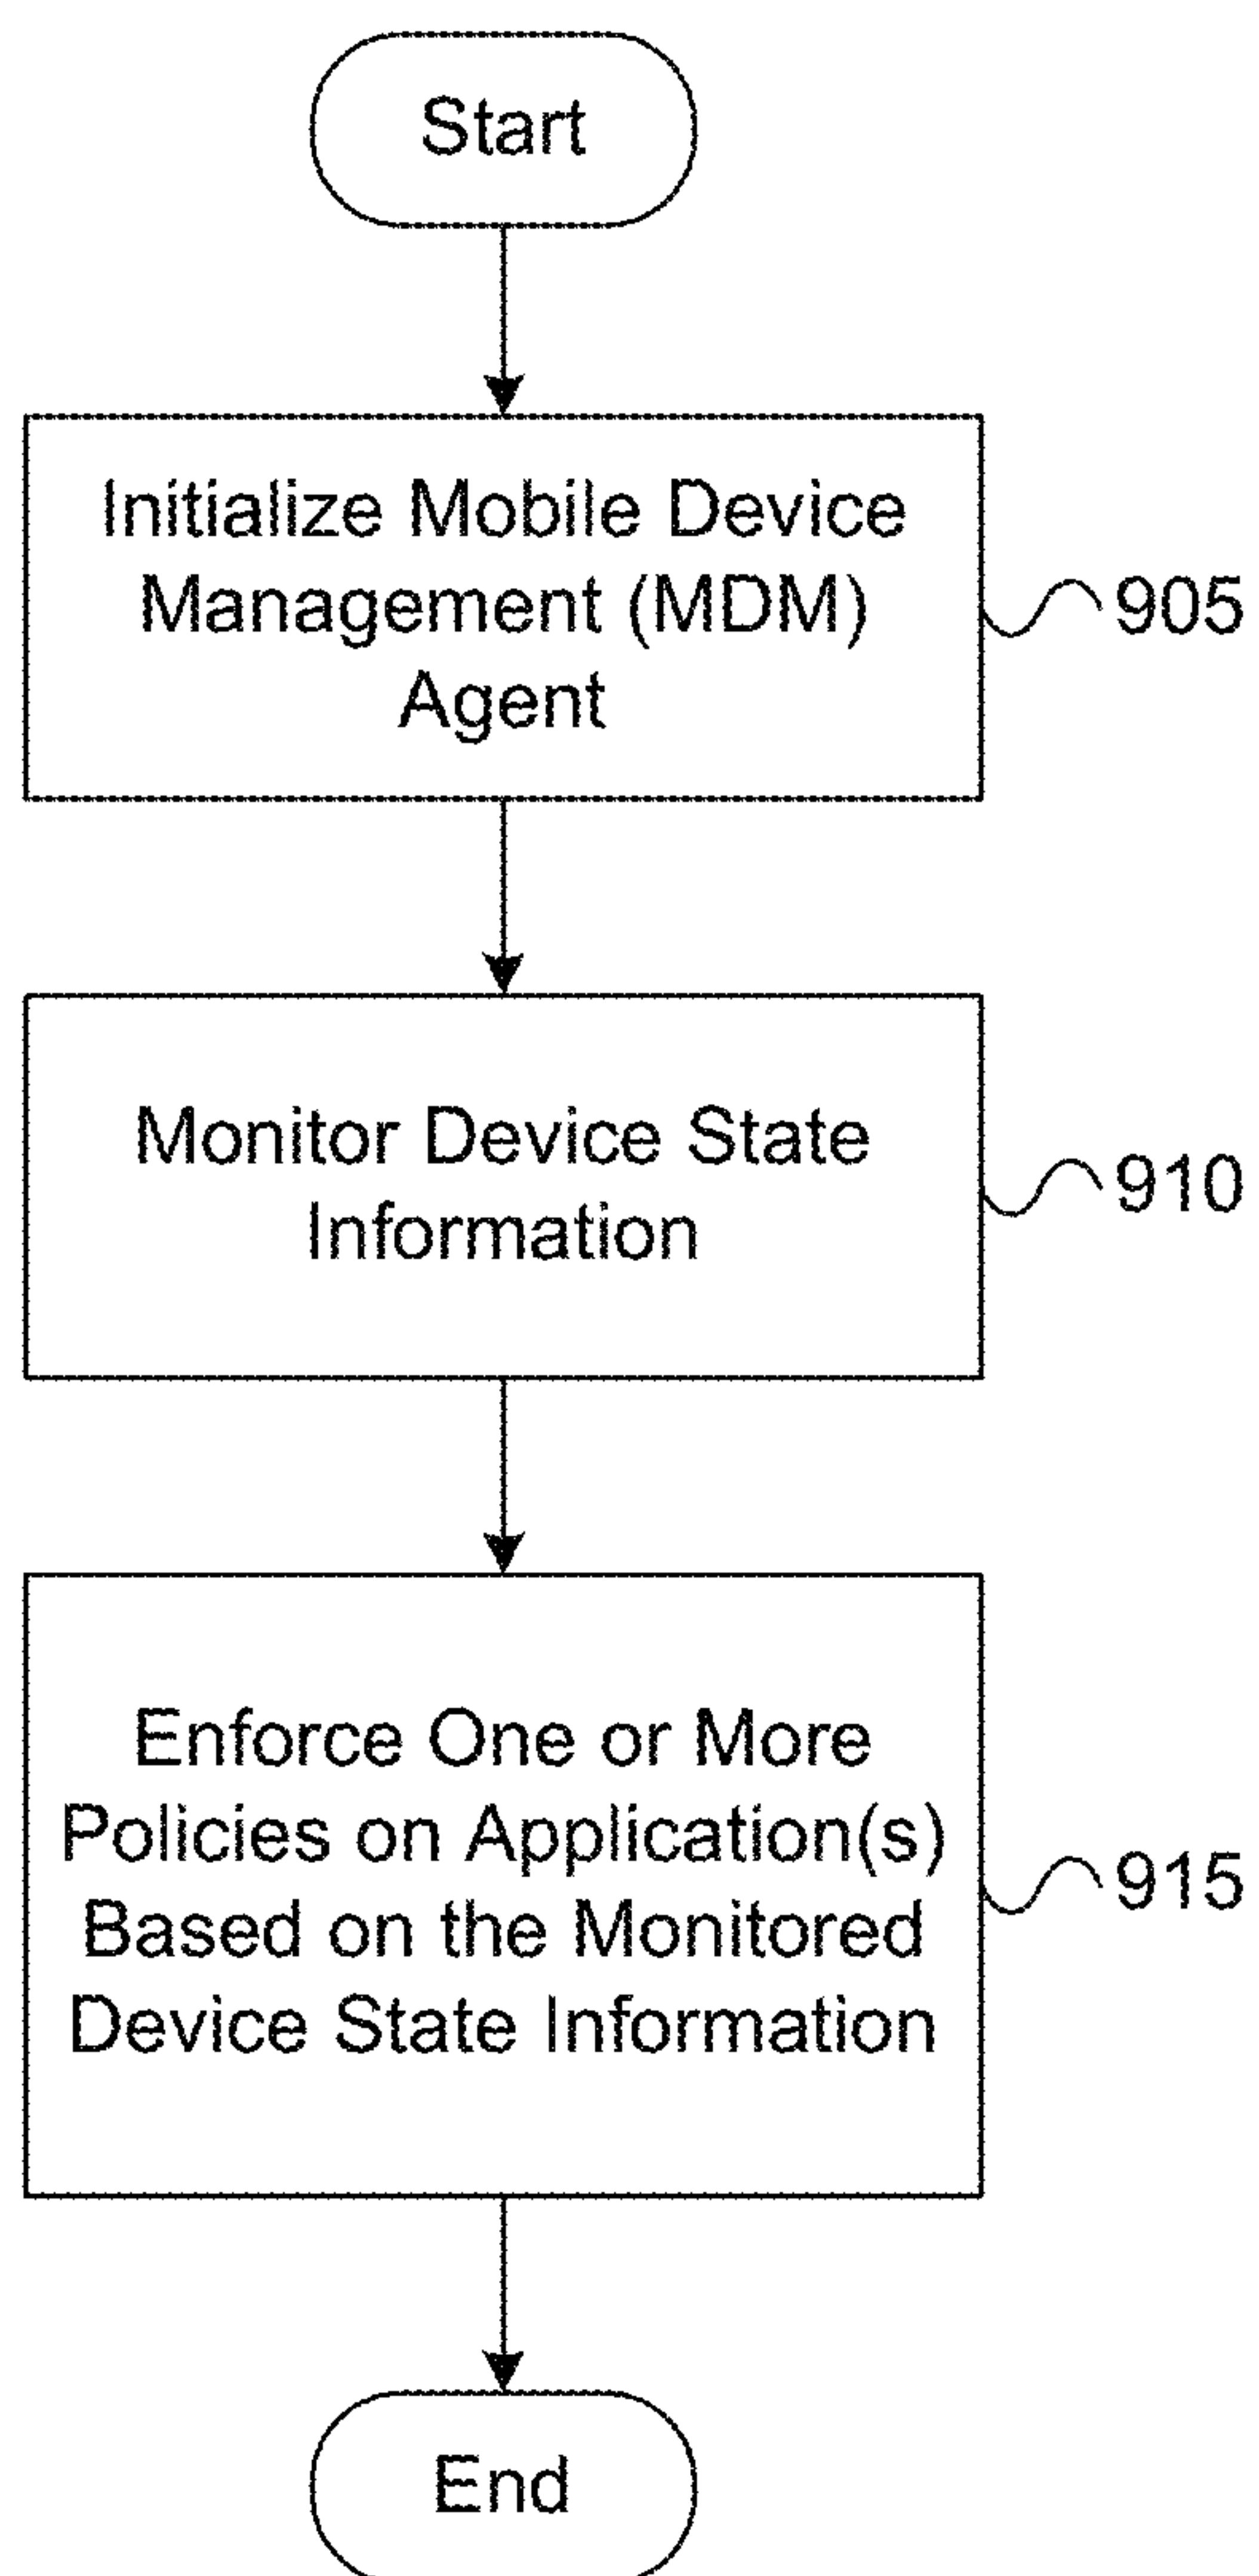 Start
Initialize Mobile Device
Management (MDM)
Agent
905
Monitor Device State
Information
910
Enforce One or More
Policies on Application(s)
Based on the Monitored
Device State Information
915
End